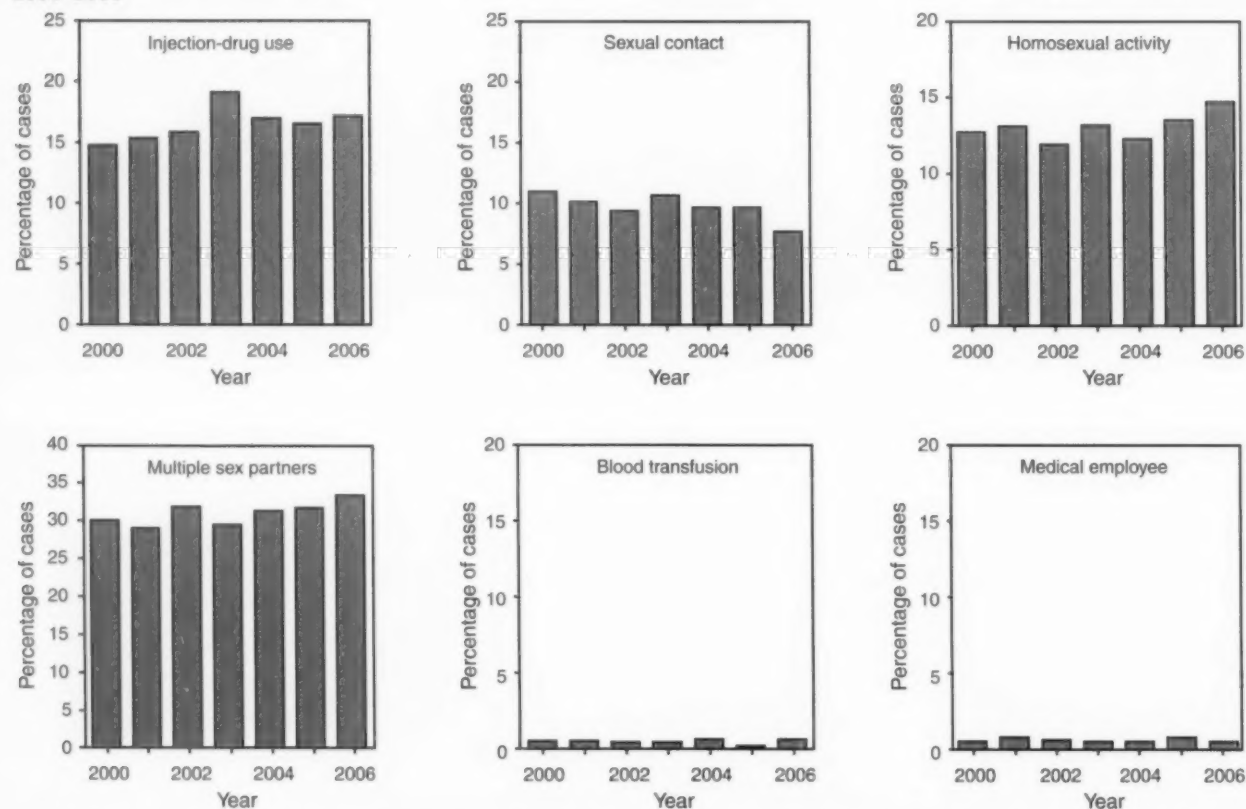 Injection-drug use
Percentage of cases
25
20
15
10
5
0
2000 2002 2004 2006
Year
Sexual contact
Percentage of cases
25
20
15
10
5
0
2000 2002 2004 2006
Year
Homosexual activity
Percentage of cases
20
15
10
5
0
2000 2002 2004 2006
Year
Multiple sex partners
Percentage of cases
40
35
30
25
20
15
10
5
0
2000 2002 2004 2006
Year
Blood transfusion
Percentage of cases
20
15
10
5
0
2000 2002 2004 2006
Year
Medical employee
Percentage of cases
20
15
10
5
0
2000 2002 2004 2006
Year